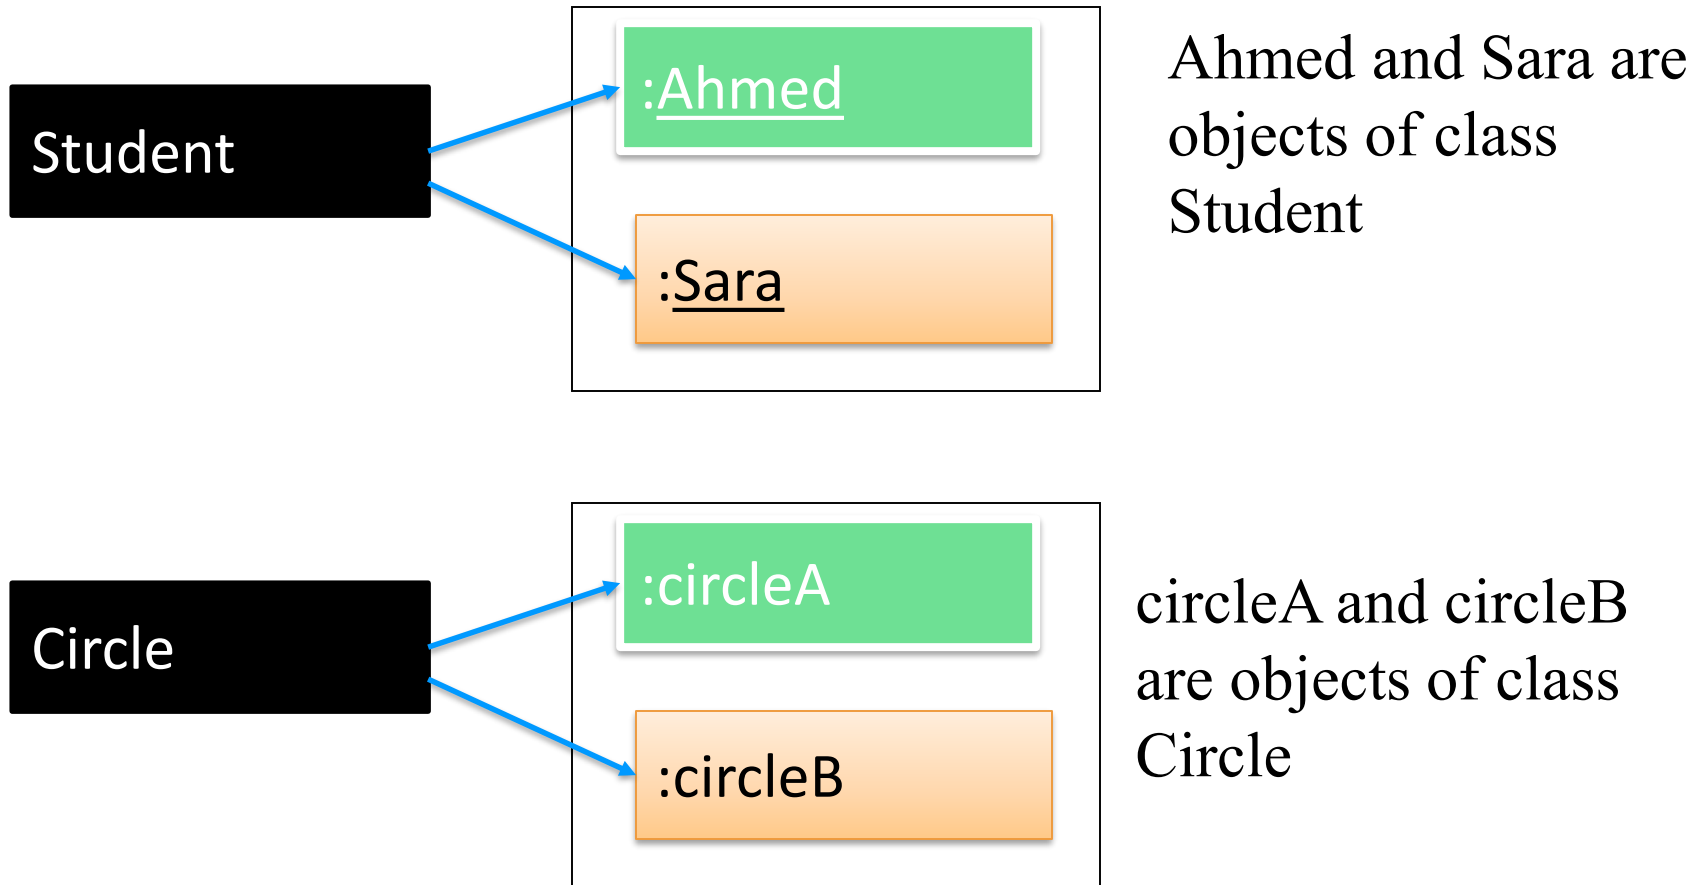 Student
:Ahmed
:Sara
Ahmed and Sara are
objects of class
Student
Circle
:circleA
:circleB
circleA and circleB
are objects of class
Circle